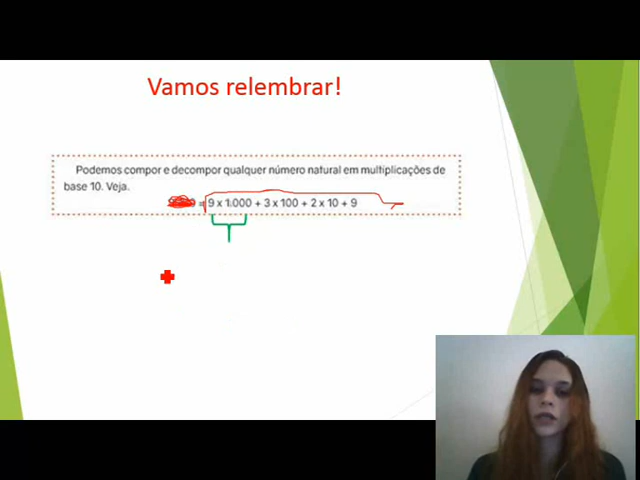 Vamos relembrar!
Podemos compor e decompor qualquer número natural em multiplicações de
base 10. Veja.
= 9 x 1.000 + 3 x 100 + 2 x 10 + 9